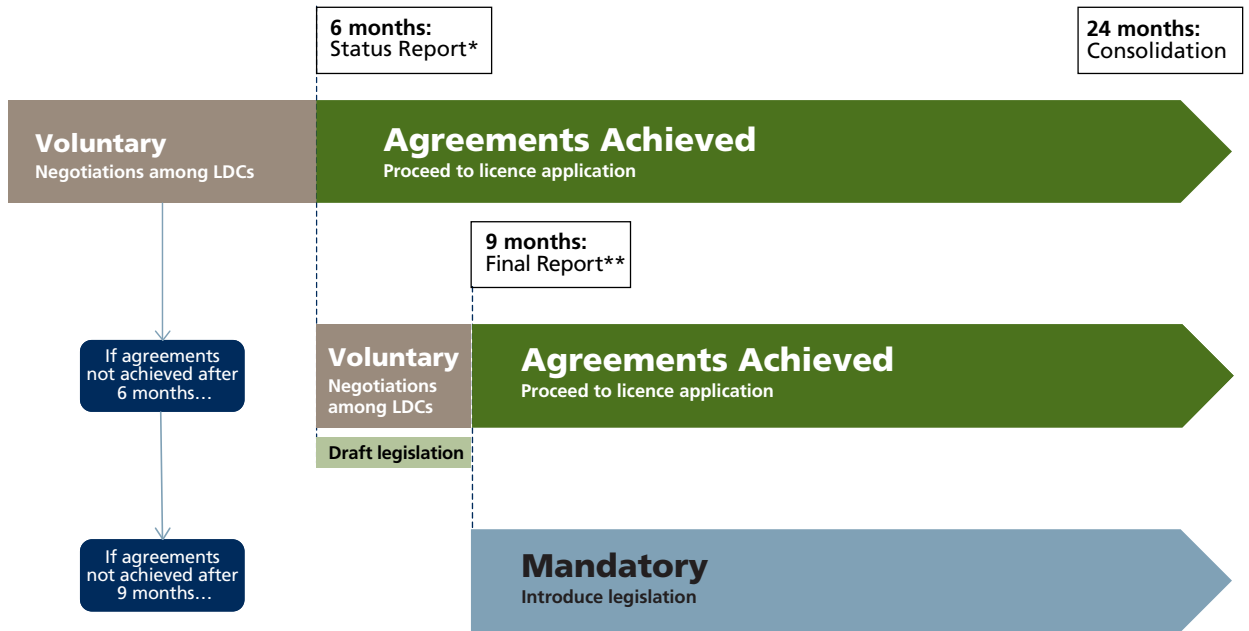 6 months:
Status Report*
24 months:
Consolidation
Voluntary
Negotiations among LDCs
Agreements Achieved
Proceed to licence application
9 months:
Final Report**
If agreements
not achieved after
6 months…
Voluntary
Negotiations
among LDCs
Agreements Achieved
Proceed to licence application
Draft legislation
If agreements
not achieved after
9 months…
Mandatory
Introduce legislation